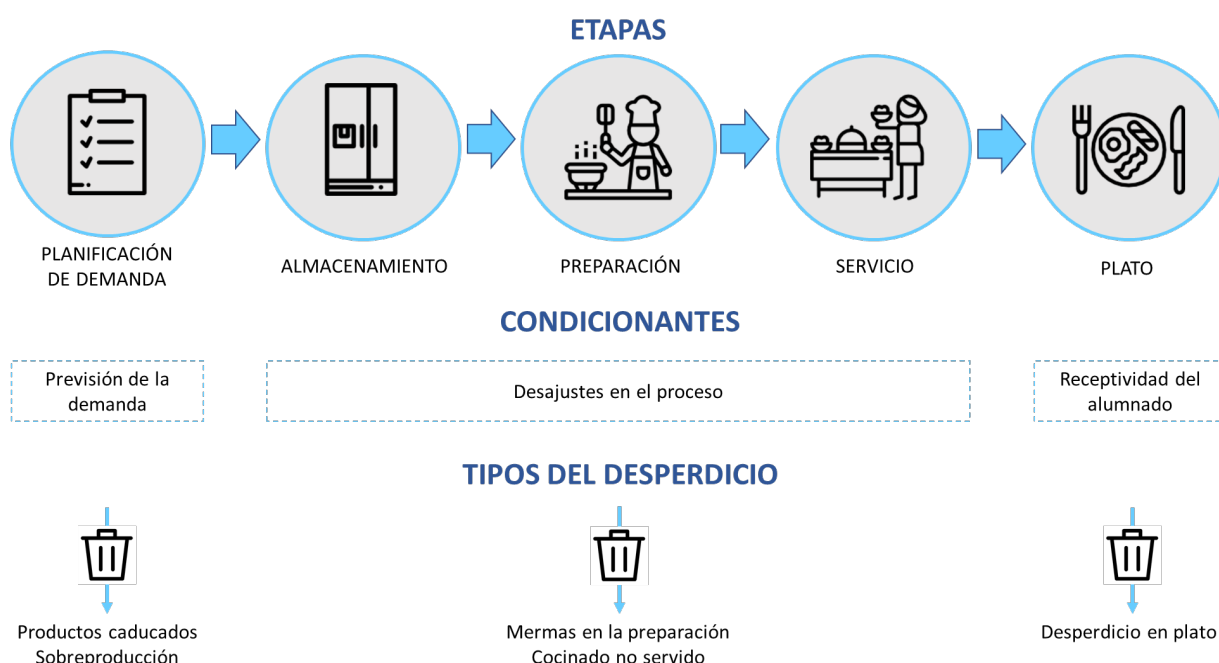 ETAPAS
PLANIFICACIÓN
DE DEMANDA
ALMACENAMIENTO
PREPARACIÓN
SERVICIO
PLATO
CONDICIONANTES
Previsión de la
demanda
Desajustes en el proceso
Receptividad del
alumnado
TIPOS DEL DESPERDICIO
Productos caducados
Sobreproducción
Mermas en la preparación
Cocinado no servido
Desperdicio en plato